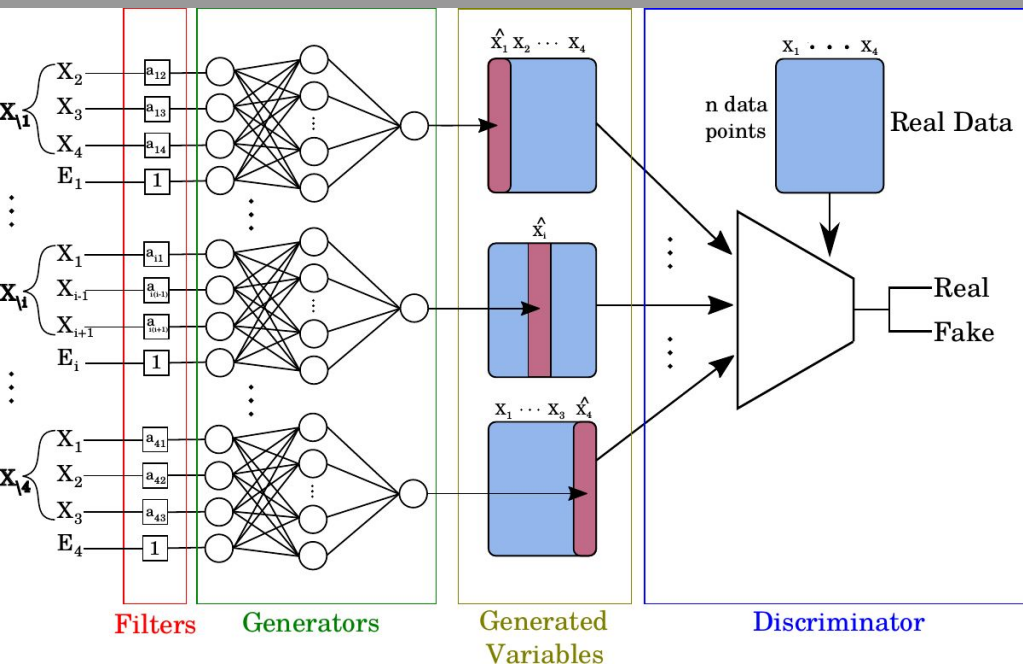 X₂ a₁₂
X₃ a₁₃
X₄ a₁₄
E₁ 1
X\1
X₁ aᵢ₁
Xᵢ₋₁ aᵢ₍ᵢ₋₁₎
Xᵢ₊₁ aᵢ₍ᵢ₊₁₎
Eᵢ 1
X\i
X₁ a₄₁
X₂ a₄₂
X₃ a₄₃
E₄ 1
X\4
X̂₁ X₂ ··· X₄
X̂ᵢ
X₁ ··· X₃ X̂₄
X₁ · · · X₄
n data
points
Real Data
Real
Fake
Filters
Generators
Generated
Variables
Discriminator